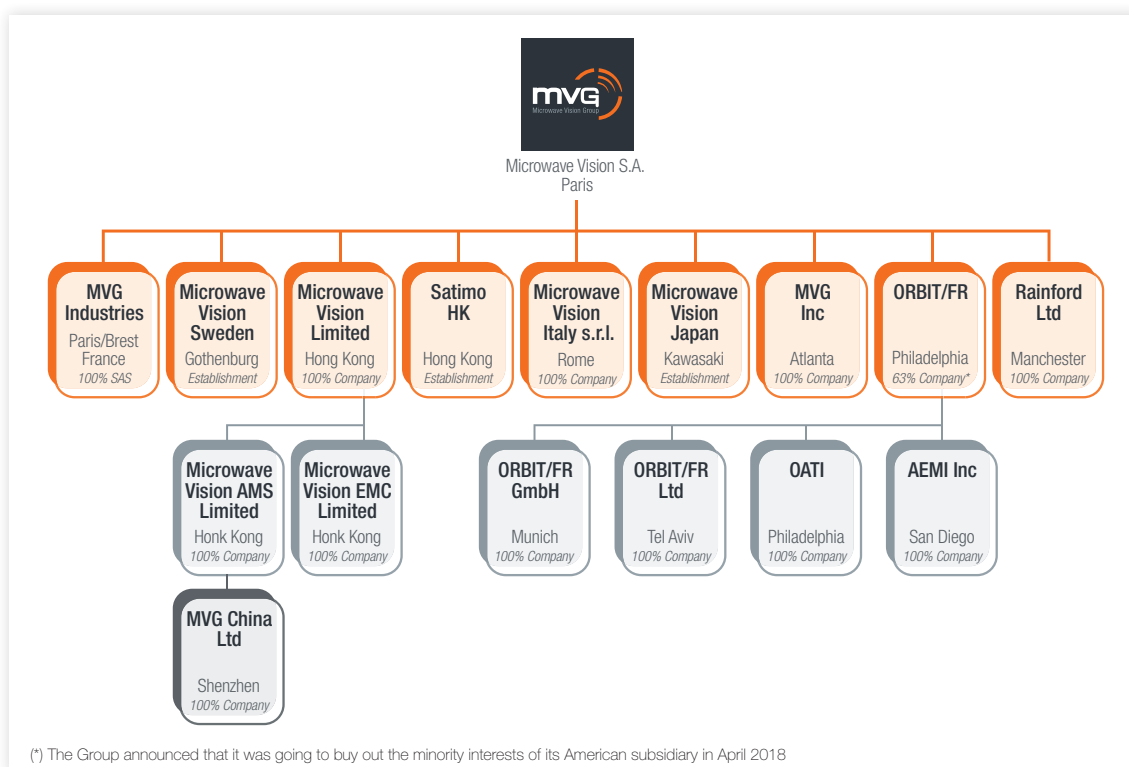 mvg
Microwave Vision Group
Microwave Vision S.A.
Paris
MVG
Industries
Paris/Brest
France
100% SAS
Microwave
Vision
Sweden
Gothenburg
Establishment
Microwave
Vision
Limited
Hong Kong
100% Company
Satimo
HK
Hong Kong
Establishment
Microwave
Vision
Italy s.r.l.
Rome
100% Company
Microwave
Vision
Japan
Kawasaki
Establishment
MVG
Inc
Atlanta
100% Company
ORBIT/FR
Philadelphia
63% Company*
Rainford
Ltd
Manchester
100% Company
Microwave
Vision AMS
Limited
Honk Kong
100% Company
Microwave
Vision EMC
Limited
Honk Kong
100% Company
ORBIT/FR
GmbH
Munich
100% Company
ORBIT/FR
Ltd
Tel Aviv
100% Company
OATI
Philadelphia
100% Company
AEMI Inc
San Diego
100% Company
MVG China
Ltd
Shenzhen
100% Company
(*) The Group announced that it was going to buy out the minority interests of its American subsidiary in April 2018